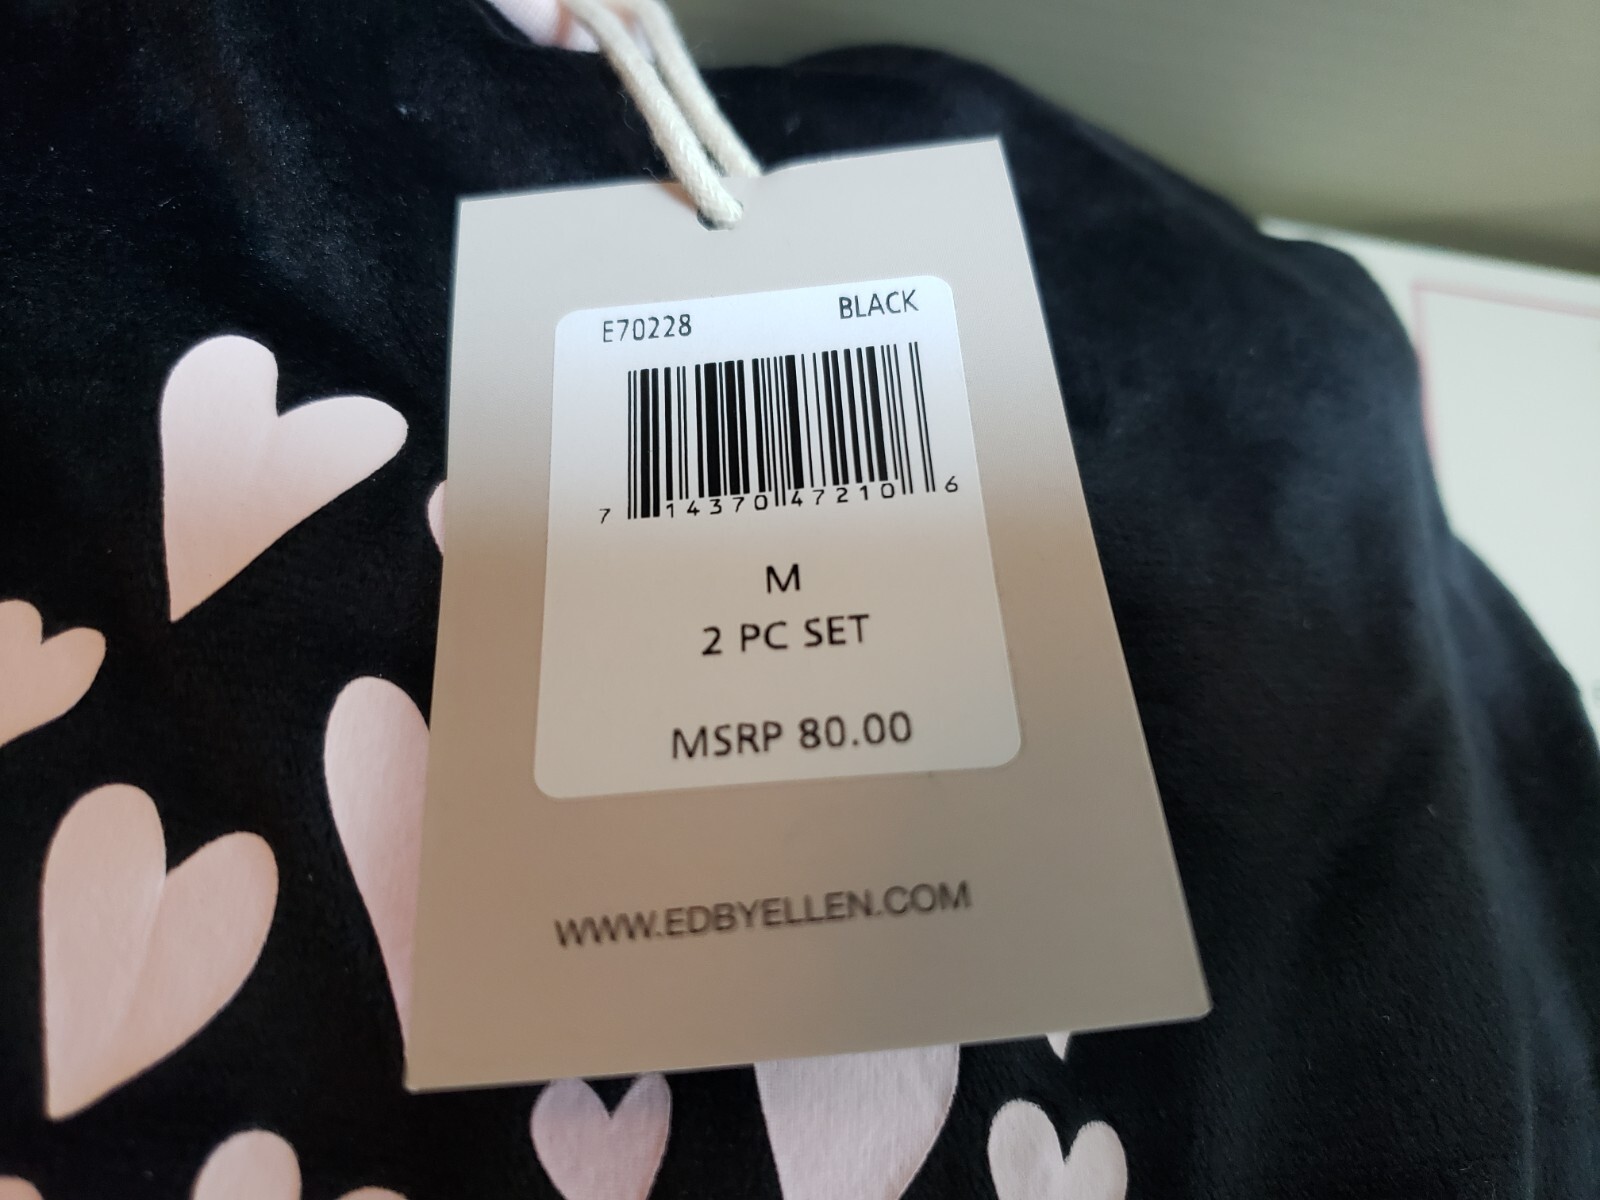 E70228 BLACK
7 14370 47210 6
M
2 PC SET
MSRP 80.00
WWW.EDBYELLEN.COM